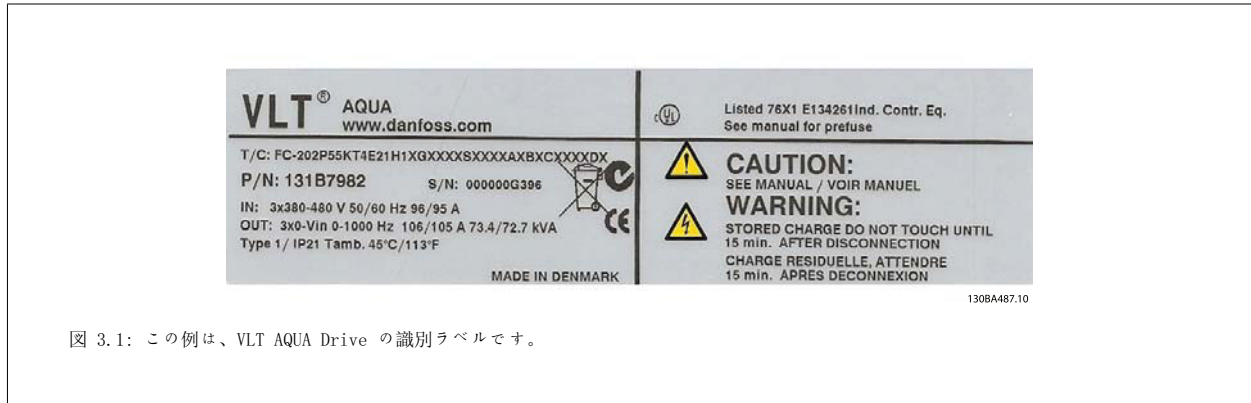 VLT® AQUA
www.danfoss.com
T/C: FC-202P55KT4E21H1XGXXXXSXXXXAXBXCXXXXDX
P/N: 131B7982 S/N: 000000G396
IN: 3x380-480 V 50/60 Hz 96/95 A
OUT: 3x0-Vin 0-1000 Hz 106/105 A 73.4/72.7 kVA
Type 1/ IP21 Tamb. 45°C/113°F
MADE IN DENMARK
CE
c UL
Listed 76X1 E134261Ind. Contr. Eq.
See manual for prefuse
CAUTION:
SEE MANUAL / VOIR MANUEL
WARNING:
STORED CHARGE DO NOT TOUCH UNTIL
15 min. AFTER DISCONNECTION
CHARGE RESIDUELLE, ATTENDRE
15 min. APRES DECONNEXION
130BA487.10
図 3.1: この例は、VLT AQUA Drive の識別ラベルです。